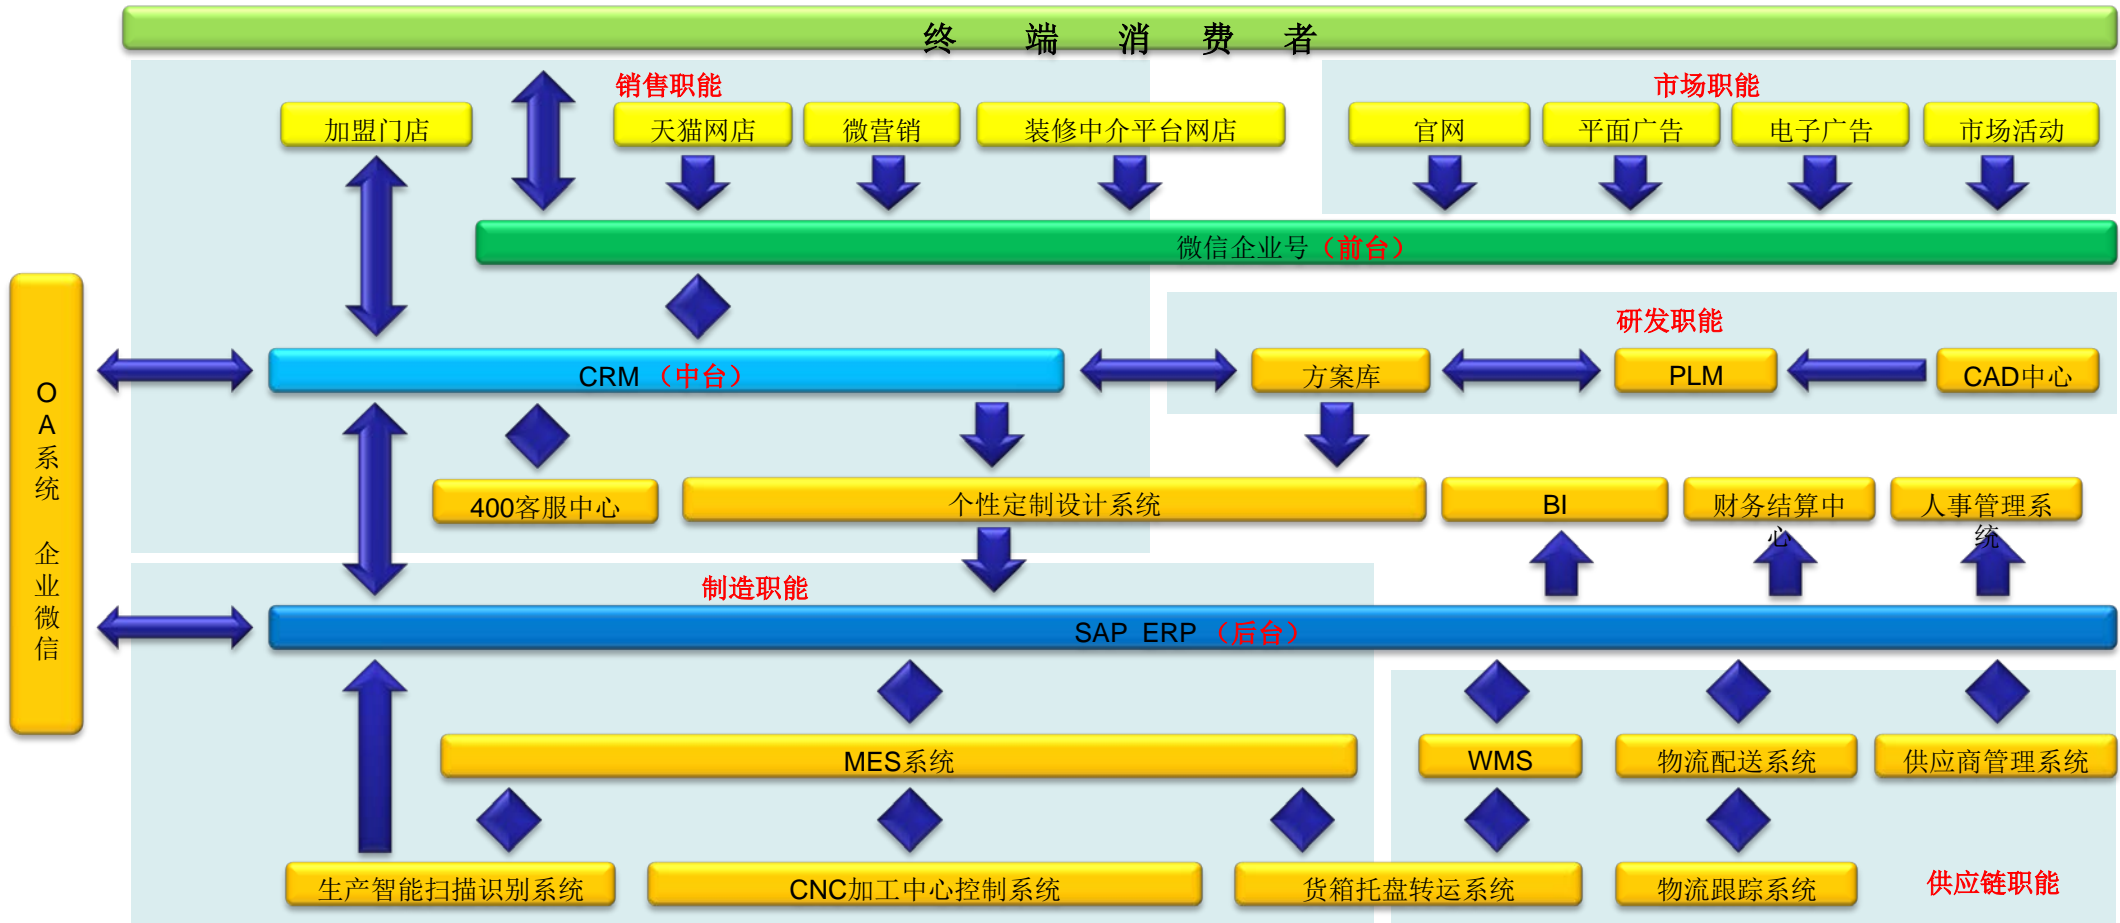 终端消费者
销售职能
市场职能
加盟门店
天猫网店
微营销
装修中介平台网店
官网
平面广告
电子广告
市场活动
微信企业号（前台）
研发职能
CRM（中台）
方案库
PLM
CAD中心
O
A
系
统
企
业
微
信
400客服中心
个性定制设计系统
BI
财务结算中
心
人事管理系
统
制造职能
SAP ERP（后台）
MES系统
WMS
物流配送系统
供应商管理系统
生产智能扫描识别系统
CNC加工中心控制系统
货箱托盘转运系统
物流跟踪系统
供应链职能